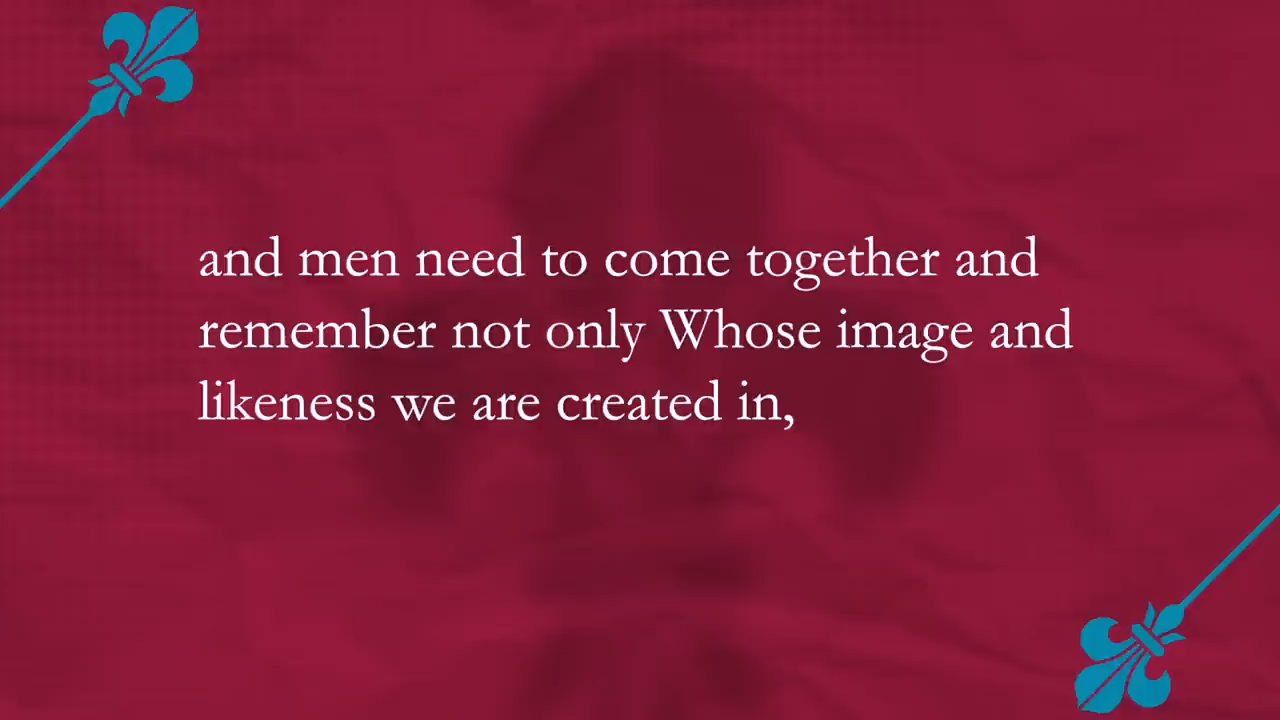 and men need to come together and
remember not only Whose image and
likeness we are created in,